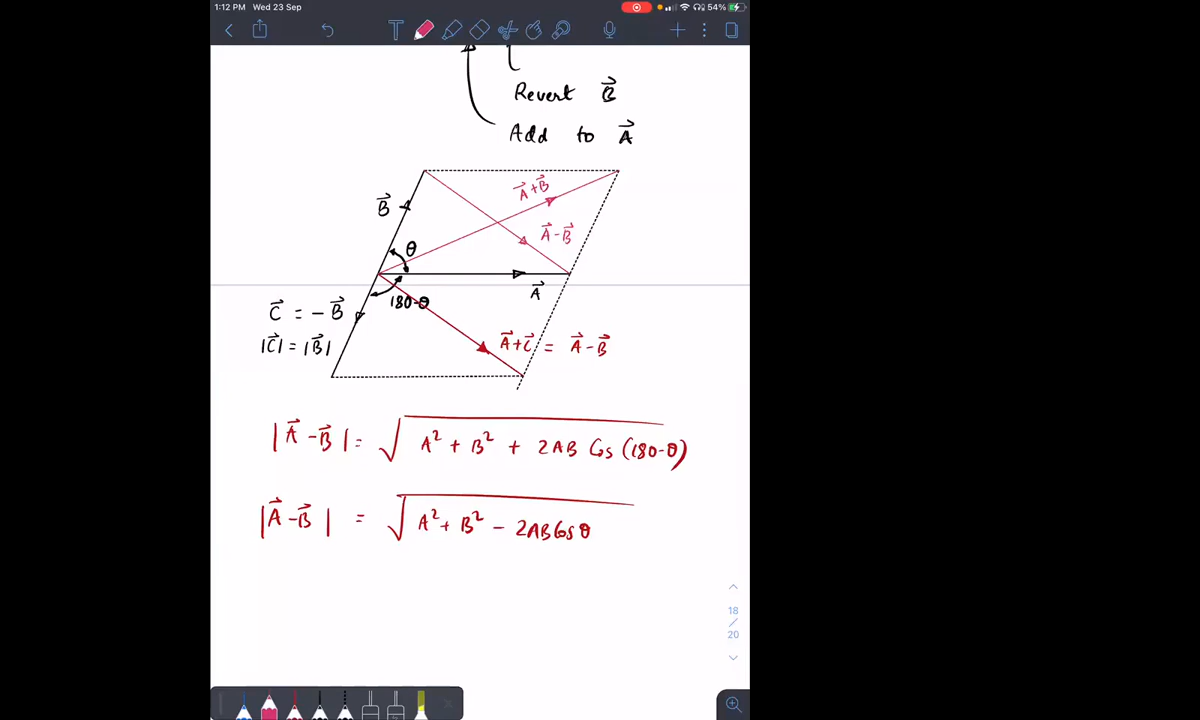 1:12 PM Wed 23 Sep 54%
T
Revert B⃗
Add to A⃗
A⃗+B⃗
B⃗
A⃗-B⃗
θ
A⃗
180-θ
C⃗ = -B⃗
|C⃗| = |B⃗|
A⃗+C⃗ = A⃗-B⃗
|A⃗-B⃗| = √(A² + B² + 2AB Cos (180-θ))
|A⃗-B⃗| = √(A² + B² - 2AB Cos θ)
18
/
20